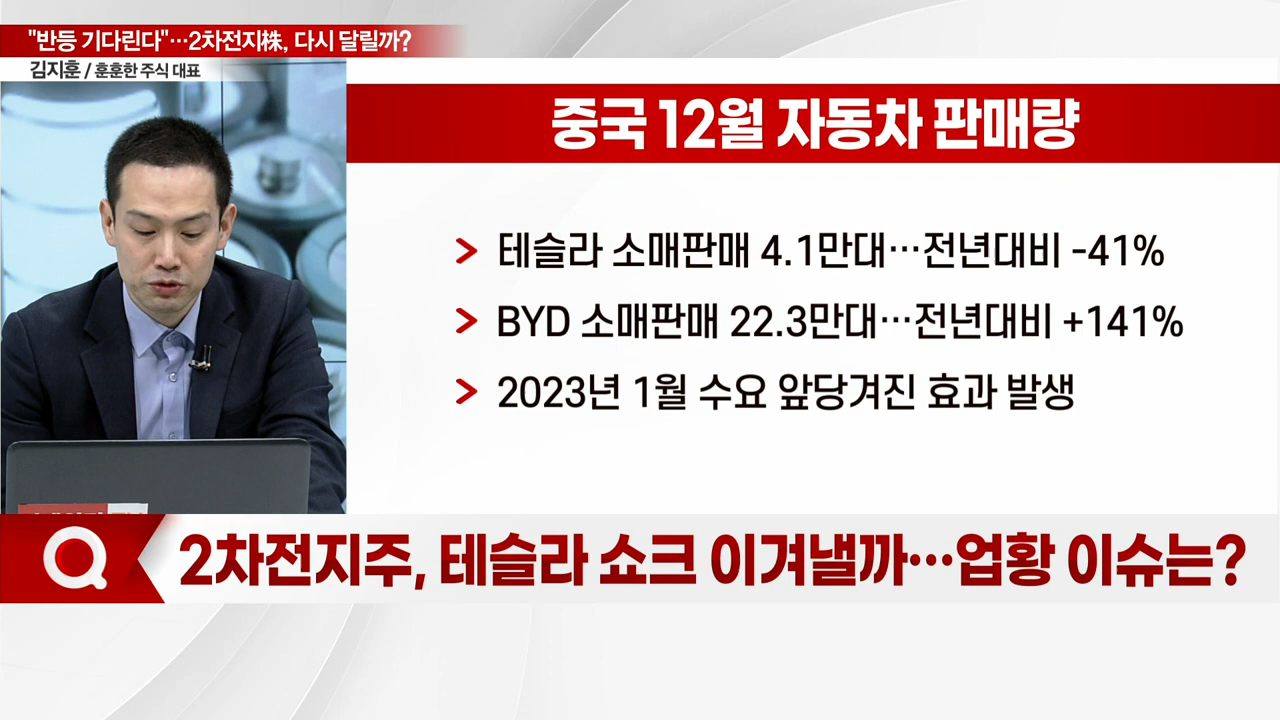 "반등 기다린다"…2차전지株, 다시 달릴까?
김지훈 / 훈훈한 주식 대표
중국 12월 자동차 판매량
> 테슬라 소매판매 4.1만대…전년대비 -41%
> BYD 소매판매 22.3만대…전년대비 +141%
> 2023년 1월 수요 앞당겨진 효과 발생
2차전지주, 테슬라 쇼크 이겨낼까…업황 이슈는?